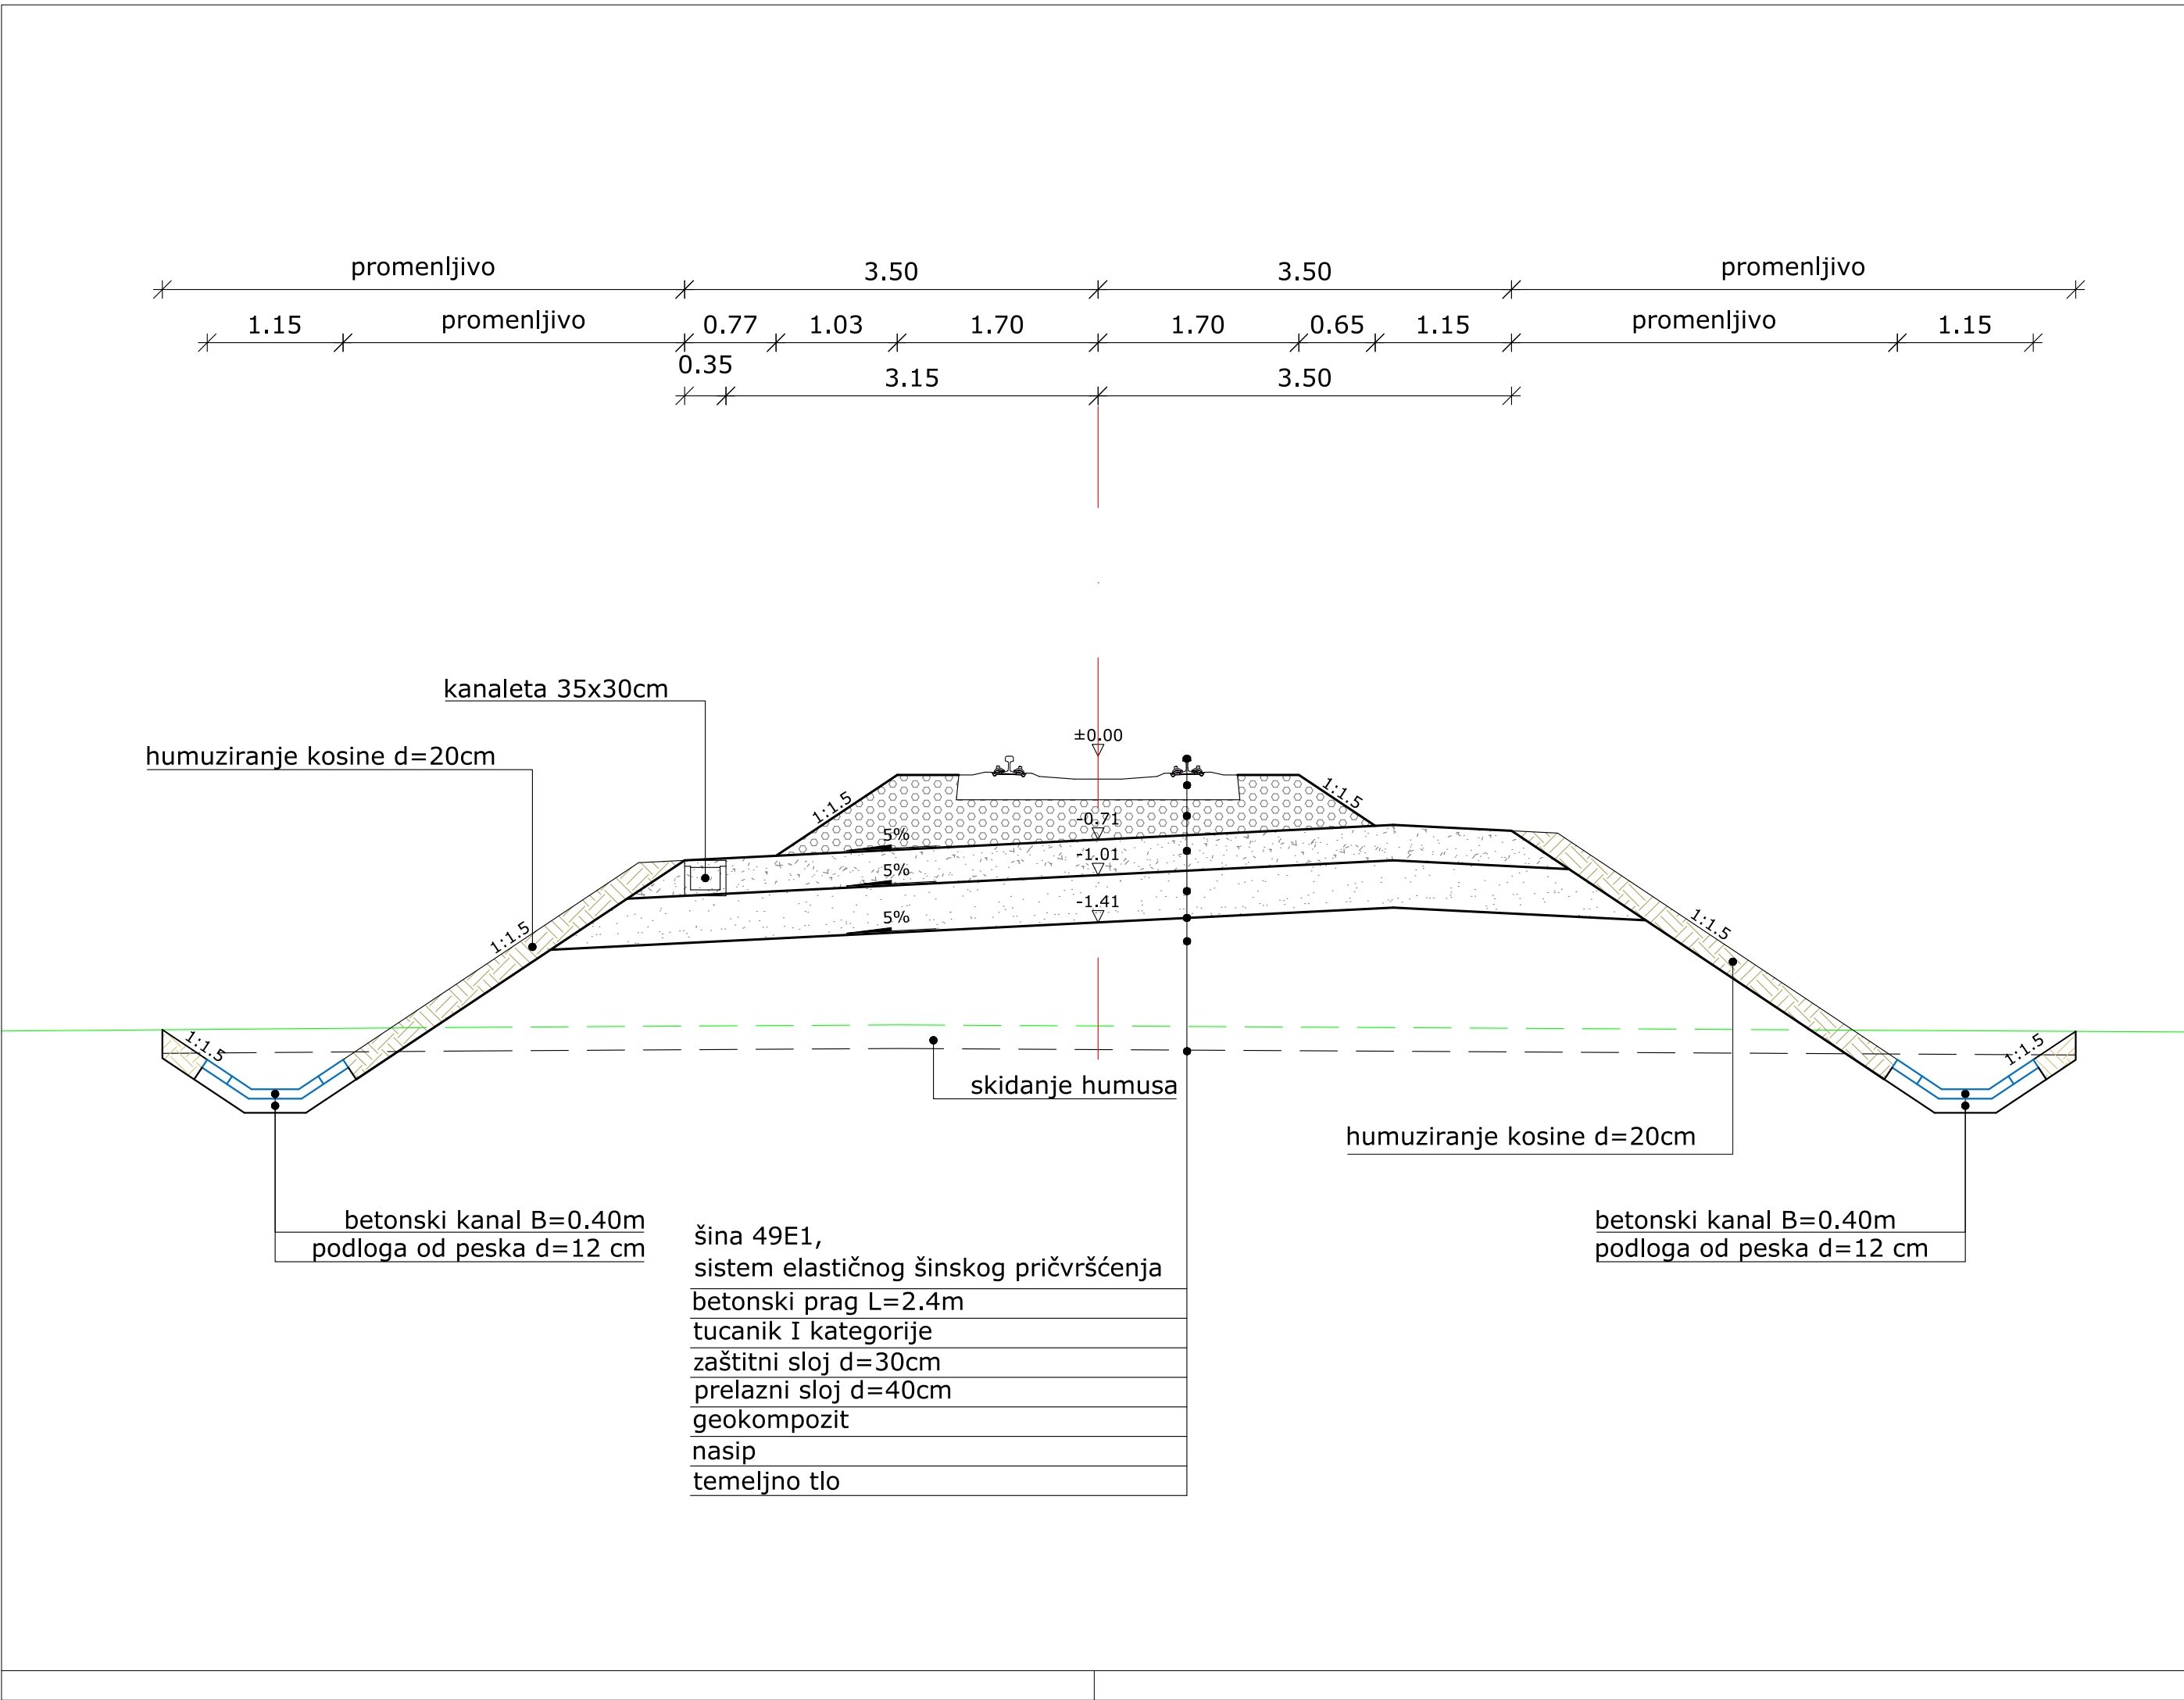 promenljivo 3.50 3.50 promenljivo
1.15 promenljivo 0.77 1.03 1.70 1.70 0.65 1.15 promenljivo 1.15
0.35 3.15 3.50
kanaleta 35x30cm
humuziranje kosine d=20cm
±0.00
1:1.5
1:1.5
-0.71
5%
-1.01
5%
-1.41
5%
1:1.5
1:1.5
1:1.5
1:1.5
skidanje humusa
humuziranje kosine d=20cm
betonski kanal B=0.40m
podloga od peska d=12 cm
betonski kanal B=0.40m
podloga od peska d=12 cm
šina 49E1,
sistem elastičnog šinskog pričvršćenja
betonski prag L=2.4m
tucanik I kategorije
zaštitni sloj d=30cm
prelazni sloj d=40cm
geokompozit
nasip
temeljno tlo